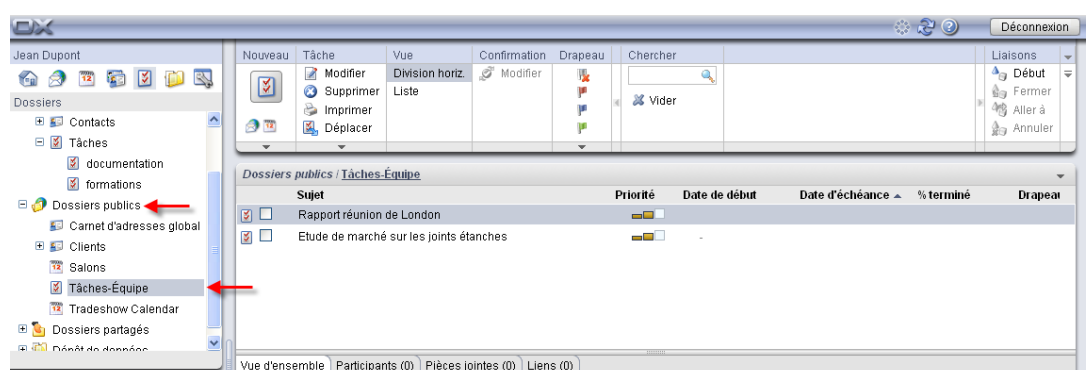 OX
Déconnexion
Jean Dupont
Dossiers
Contacts
Tâches
documentation
formations
Dossiers publics
Carnet d'adresses global
Clients
Salons
Tâches-Équipe
Tradeshow Calendar
Dossiers partagés
Dépôt de données
Nouveau Tâche Vue Confirmation Drapeau Chercher Liaisons
Modifier Division horiz. Modifier Début
Supprimer Liste Fermer
Imprimer Vider Aller à
Déplacer Annuler
Dossiers publics / Tâches-Équipe
Sujet Priorité Date de début Date d'échéance % terminé Drapeau
Rapport réunion de London
Etude de marché sur les joints étanches -
Vue d'ensemble Participants (0) Pièces jointes (0) Liens (0)